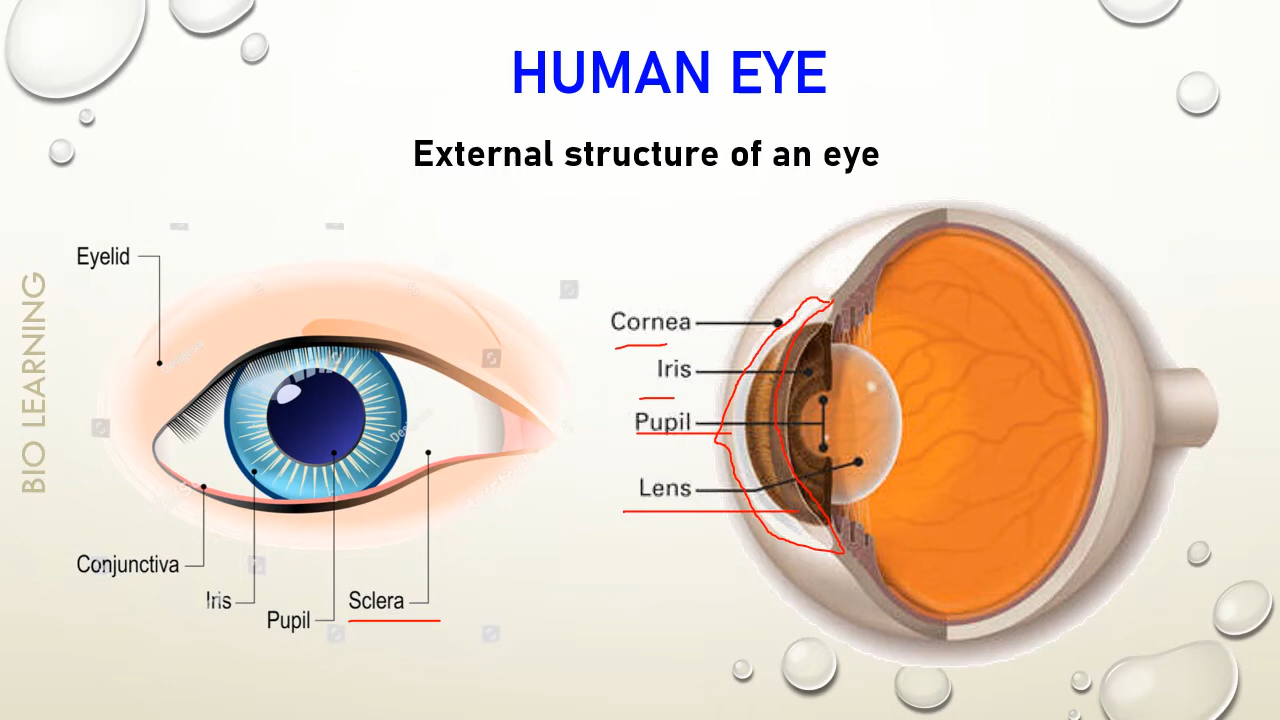 HUMAN EYE
External structure of an eye
BIO LEARNING
Eyelid
Conjunctiva
Iris
Pupil
Sclera
Cornea
Iris
Pupil
Lens